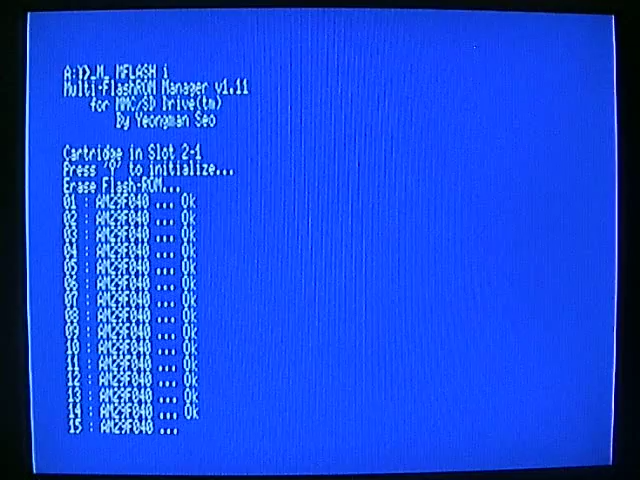 A:\>_M_ MFLASH i
Multi-FlashROM Manager v1.11
for MMC/SD Drive(tm)
By Yeongman Seo
Cartridge in Slot 2-1
Press 'Y' to initialize...
Erase Flash-ROM...
01 : AM29F040 ... Ok
02 : AM29F040 ... Ok
03 : AM29F040 ... Ok
04 : AM29F040 ... Ok
05 : AM29F040 ... Ok
06 : AM29F040 ... Ok
07 : AM29F040 ... Ok
08 : AM29F040 ... Ok
09 : AM29F040 ... Ok
10 : AM29F040 ... Ok
11 : AM29F040 ... Ok
12 : AM29F040 ... Ok
13 : AM29F040 ... Ok
14 : AM29F040 ... Ok
15 : AM29F040 ...